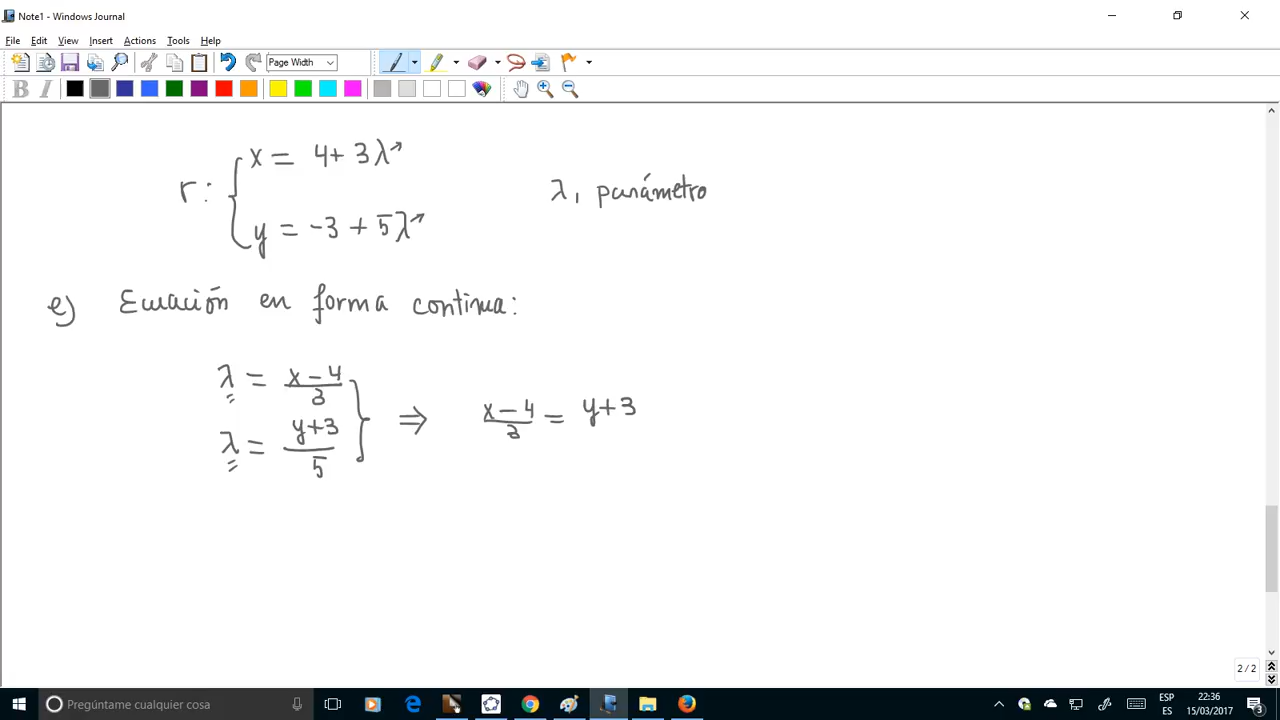 Note1 - Windows Journal
File Edit View Insert Actions Tools Help
Page Width
B I
x = 4+ 3λ
r:
λ, parámetro
y = -3 + 5λ
e) Ecuación en forma continua:
λ = x-4/3
λ = y+3/5
⇒ x-4/3 = y+3
2 / 2
Pregúntame cualquier cosa
ESP
ES
22:36
15/03/2017
3